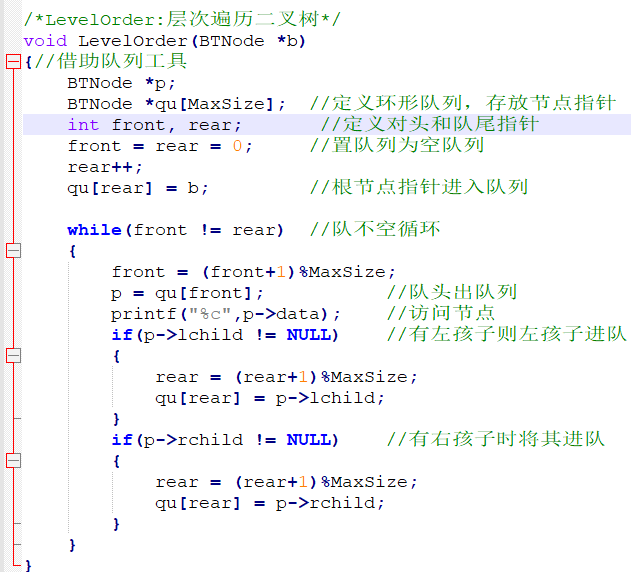 /*LevelOrder:层次遍历二叉树*/
void LevelOrder(BTNode *b)
{//借助队列工具
    BTNode *p;
    BTNode *qu[MaxSize];  //定义环形队列，存放节点指针
    int front, rear;       //定义对头和队尾指针
    front = rear = 0;     //置队列为空队列
    rear++;
    qu[rear] = b;         //根节点指针进入队列

    while(front != rear)  //队不空循环
    {
        front = (front+1)%MaxSize;
        p = qu[front];           //队头出队列
        printf("%c",p->data);    //访问节点
        if(p->lchild != NULL)    //有左孩子则左孩子进队
        {
            rear = (rear+1)%MaxSize;
            qu[rear] = p->lchild;
        }
        if(p->rchild != NULL)    //有右孩子时将其进队
        {
            rear = (rear+1)%MaxSize;
            qu[rear] = p->rchild;
        }
    }
}